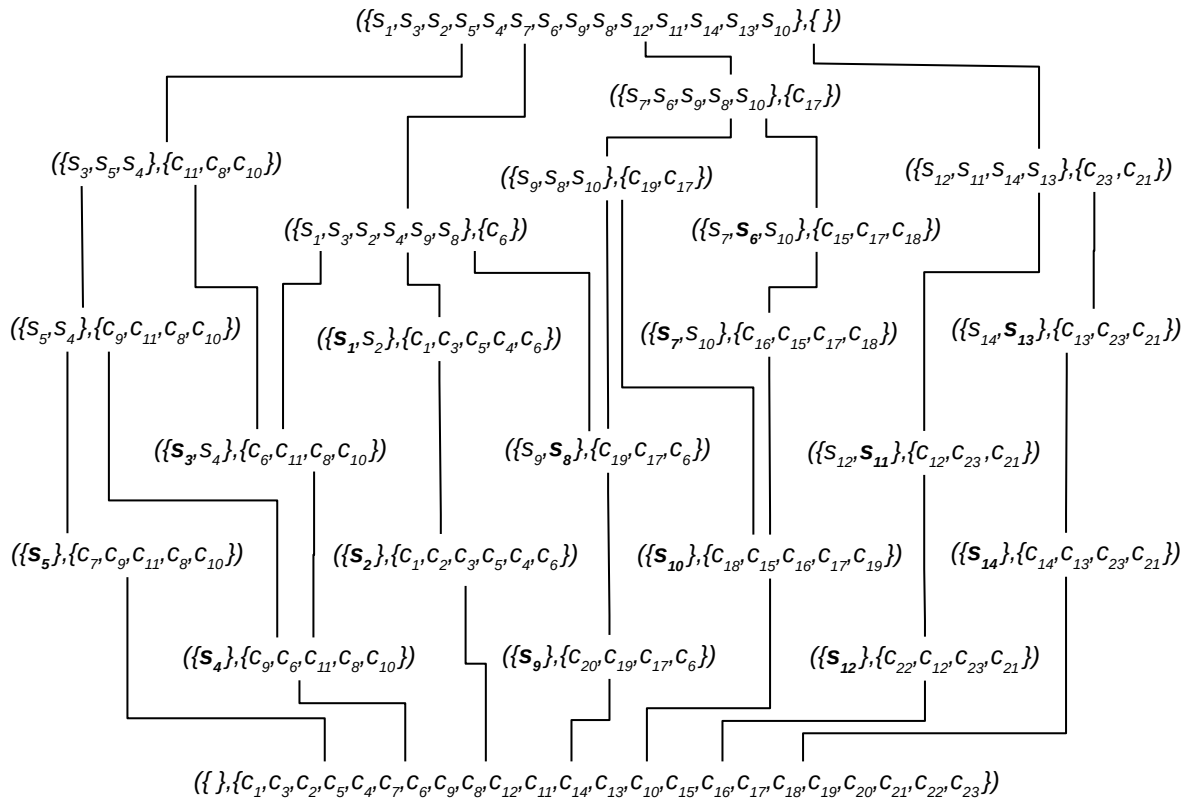 ({s₁,s₃,s₂,s₅,s₄,s₇,s₆,s₉,s₈,s₁₂,s₁₁,s₁₄,s₁₃,s₁₀},{ })
({s₇,s₆,s₉,s₈,s₁₀},{c₁₇})
({s₃,s₅,s₄},{c₁₁,c₈,c₁₀})
({s₉,s₈,s₁₀},{c₁₉,c₁₇})
({s₁₂,s₁₁,s₁₄,s₁₃},{c₂₃,c₂₁})
({s₁,s₃,s₂,s₄,s₉,s₈},{c₆})
({s₇,s₆,s₁₀},{c₁₅,c₁₇,c₁₈})
({s₅,s₄},{c₉,c₁₁,c₈,c₁₀})
({s₁,s₂},{c₁,c₃,c₅,c₄,c₆})
({s₇,s₁₀},{c₁₆,c₁₅,c₁₇,c₁₈})
({s₁₄,s₁₃},{c₁₃,c₂₃,c₂₁})
({s₃,s₄},{c₆,c₁₁,c₈,c₁₀})
({s₉,s₈},{c₁₉,c₁₇,c₆})
({s₁₂,s₁₁},{c₁₂,c₂₃,c₂₁})
({s₅},{c₇,c₉,c₁₁,c₈,c₁₀})
({s₂},{c₁,c₂,c₃,c₅,c₄,c₆})
({s₁₀},{c₁₈,c₁₅,c₁₆,c₁₇,c₁₉})
({s₁₄},{c₁₄,c₁₃,c₂₃,c₂₁})
({s₄},{c₉,c₆,c₁₁,c₈,c₁₀})
({s₉},{c₂₀,c₁₉,c₁₇,c₆})
({s₁₂},{c₂₂,c₁₂,c₂₃,c₂₁})
({ },{c₁,c₃,c₂,c₅,c₄,c₇,c₆,c₉,c₈,c₁₂,c₁₁,c₁₄,c₁₃,c₁₀,c₁₅,c₁₆,c₁₇,c₁₈,c₁₉,c₂₀,c₂₁,c₂₂,c₂₃})